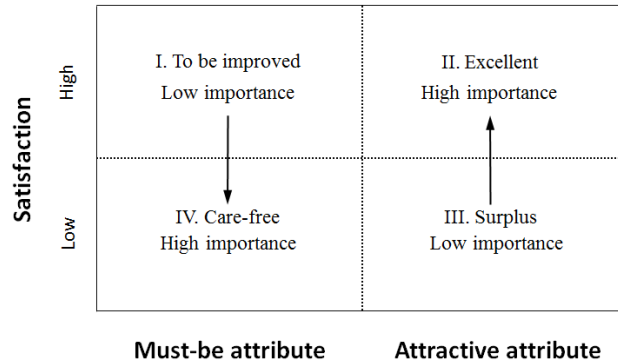 I. To be improved
Low importance
II. Excellent
High importance
IV. Care-free
High importance
III. Surplus
Low importance
Satisfaction
High
Low
Must-be attribute
Attractive attribute